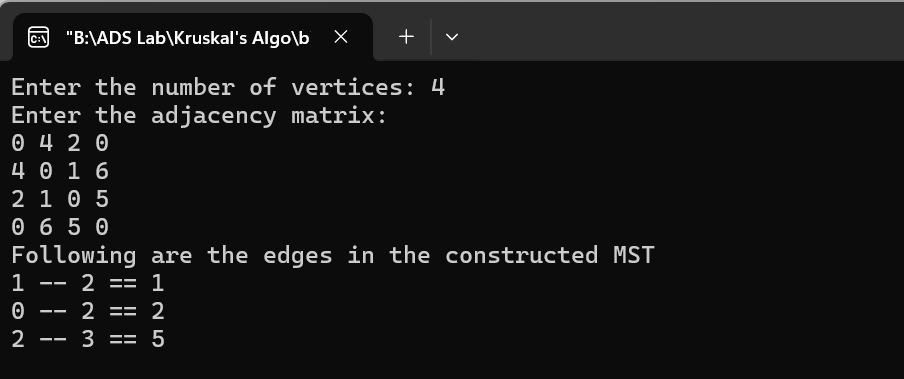 "B:\ADS Lab\Kruskal's Algo\b
Enter the number of vertices: 4
Enter the adjacency matrix:
0 4 2 0
4 0 1 6
2 1 0 5
0 6 5 0
Following are the edges in the constructed MST
1 -- 2 == 1
0 -- 2 == 2
2 -- 3 == 5